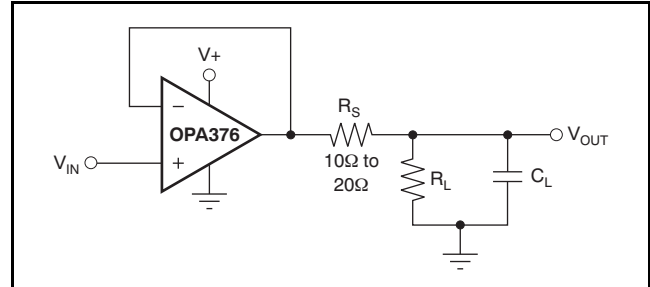 V+
−
OPA376
+
V_IN
R_S
10Ω to
20Ω
R_L
C_L
V_OUT